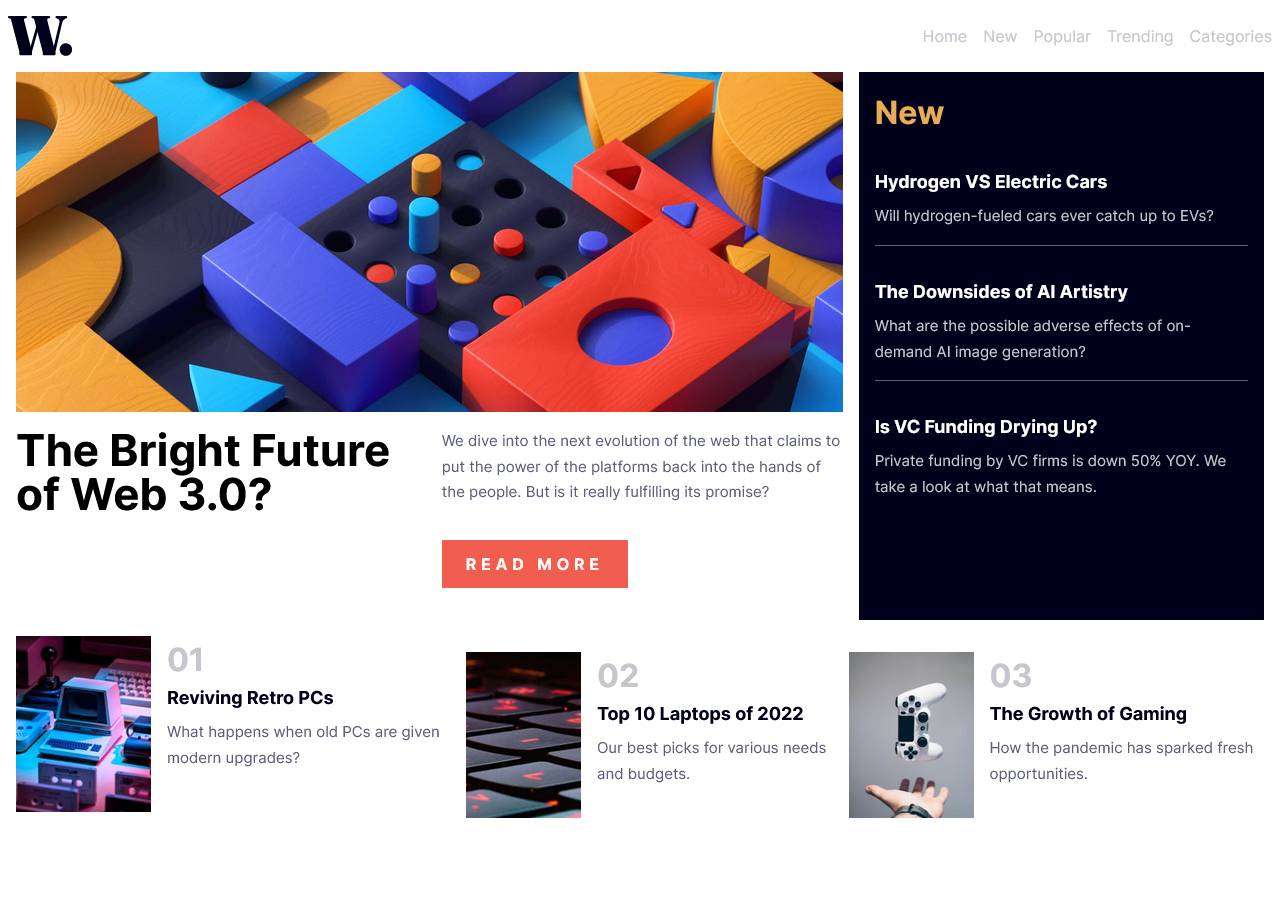 W.
Home New Popular Trending Categories
The Bright Future
of Web 3.0?
We dive into the next evolution of the web that claims to
put the power of the platforms back into the hands of
the people. But is it really fulfilling its promise?
READ MORE
New
Hydrogen VS Electric Cars
Will hydrogen-fueled cars ever catch up to EVs?
The Downsides of AI Artistry
What are the possible adverse effects of on-
demand AI image generation?
Is VC Funding Drying Up?
Private funding by VC firms is down 50% YOY. We
take a look at what that means.
01
Reviving Retro PCs
What happens when old PCs are given
modern upgrades?
02
Top 10 Laptops of 2022
Our best picks for various needs
and budgets.
03
The Growth of Gaming
How the pandemic has sparked fresh
opportunities.